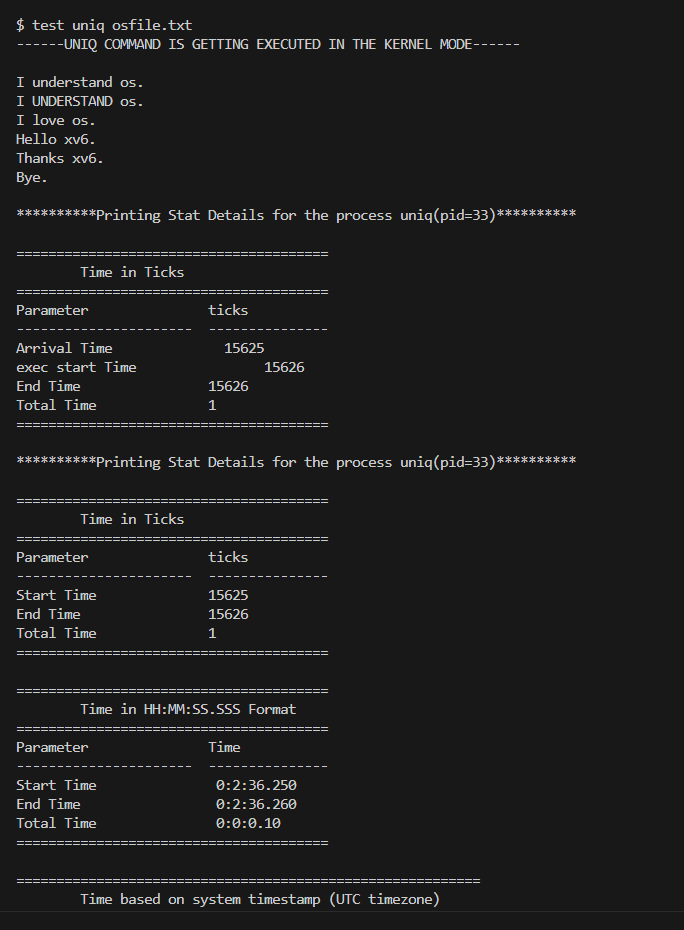 $ test uniq osfile.txt
------UNIQ COMMAND IS GETTING EXECUTED IN THE KERNEL MODE------
I understand os.
I UNDERSTAND os.
I love os.
Hello xv6.
Thanks xv6.
Bye.
**********Printing Stat Details for the process uniq(pid=33)**********
=======================================
        Time in Ticks
=======================================
Parameter               ticks
----------------------  ---------------
Arrival Time              15625
exec start Time                15626
End Time                15626
Total Time              1
=======================================
**********Printing Stat Details for the process uniq(pid=33)**********
=======================================
        Time in Ticks
=======================================
Parameter               ticks
----------------------  ---------------
Start Time              15625
End Time                15626
Total Time              1
=======================================
=======================================
        Time in HH:MM:SS.SSS Format
=======================================
Parameter               Time
----------------------  ---------------
Start Time               0:2:36.250
End Time                 0:2:36.260
Total Time               0:0:0.10
=======================================
==========================================================
        Time based on system timestamp (UTC timezone)